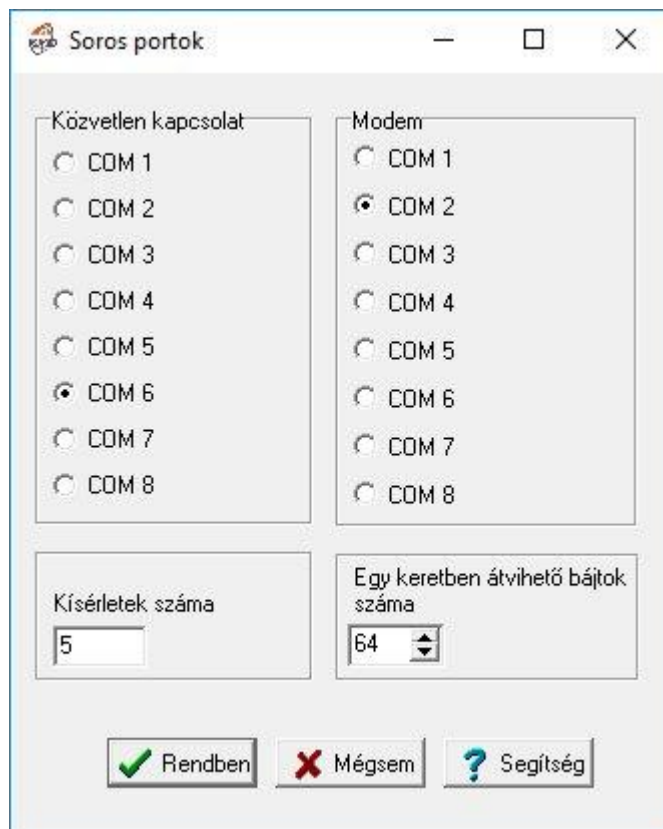 Soros portok
Közvetlen kapcsolat
COM 1
COM 2
COM 3
COM 4
COM 5
COM 6
COM 7
COM 8
Modem
COM 1
COM 2
COM 3
COM 4
COM 5
COM 6
COM 7
COM 8
Kísérletek száma
5
Egy keretben átvihető bájtok
száma
64
Rendben
Mégsem
Segítség